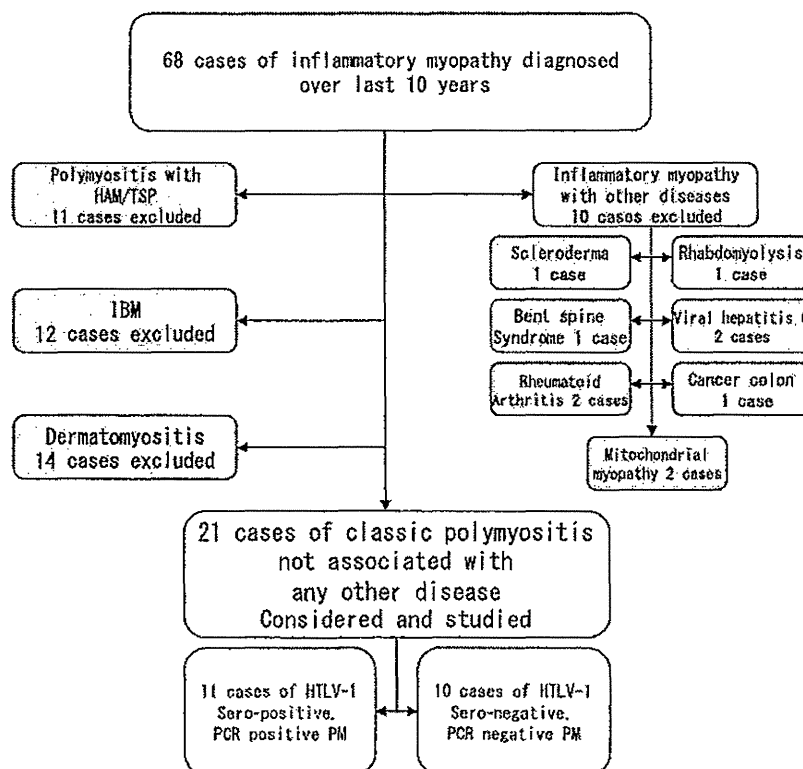 68 cases of inflammatory myopathy diagnosed
over last 10 years
Polymyositis with
HAM/TSP
11 cases excluded
Inflammatory myopathy
with other diseases
10 cases excluded
Scleroderma
1 case
Rhabdomyolysis
1 case
IBM
12 cases excluded
Bent spine
Syndrome 1 case
Viral hepatitis
2 cases
Rheumatoid
Arthritis 2 cases
Cancer colon
1 case
Dermatomyositis
14 cases excluded
Mitochondrial
myopathy 2 cases
21 cases of classic polymyositis
not associated with
any other disease
Considered and studied
11 cases of HTLV-1
Sero-positive.
PCR positive PM
10 cases of HTLV-1
Sero-negative.
PCR negative PM